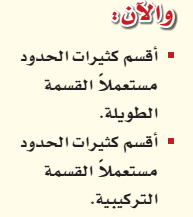 والآن:
▪ أقسم كثيرات الحدود
مستعملاً القسمة
الطويلة.
▪ أقسم كثيرات الحدود
مستعملاً القسمة
التركيبية.